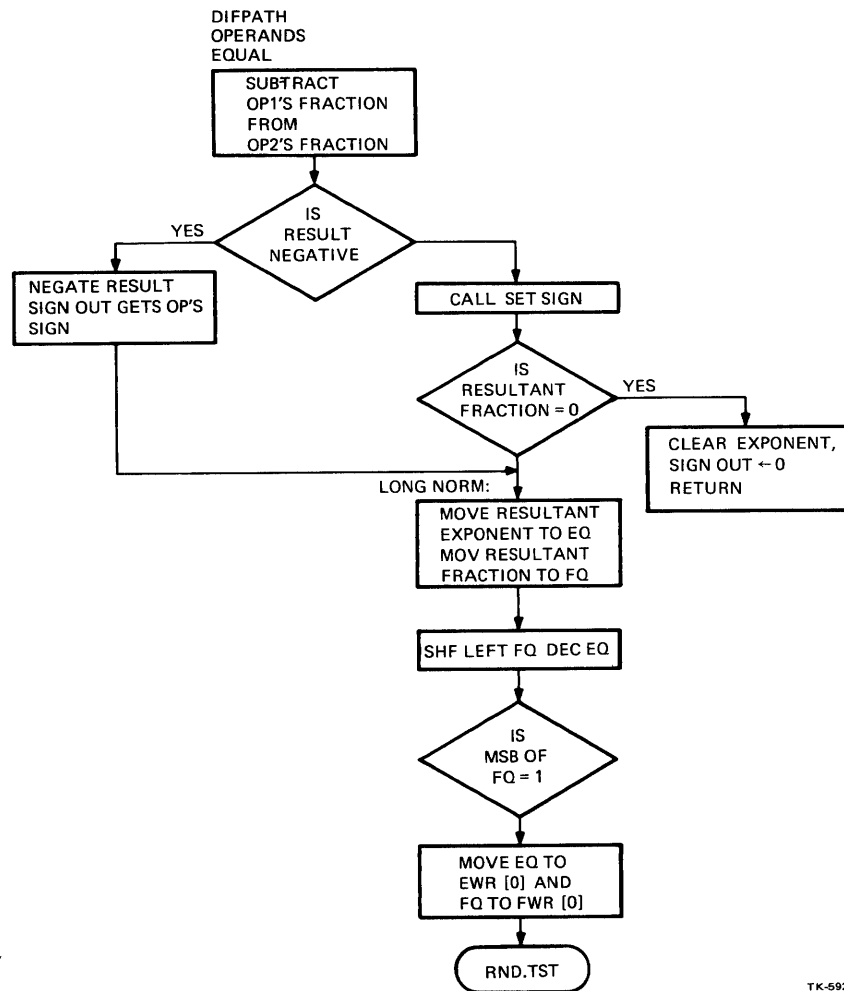 DIFPATH
OPERANDS
EQUAL
SUBTRACT
OP1'S FRACTION
FROM
OP2'S FRACTION
IS
RESULT
NEGATIVE
YES
NEGATE RESULT
SIGN OUT GETS OP'S
SIGN
CALL SET SIGN
IS
RESULTANT
FRACTION = 0
YES
CLEAR EXPONENT,
SIGN OUT ← 0
RETURN
LONG NORM:
MOVE RESULTANT
EXPONENT TO EQ
MOV RESULTANT
FRACTION TO FQ
SHF LEFT FQ DEC EQ
IS
MSB OF
FQ = 1
MOVE EQ TO
EWR [0] AND
FQ TO FWR [0]
RND.TST